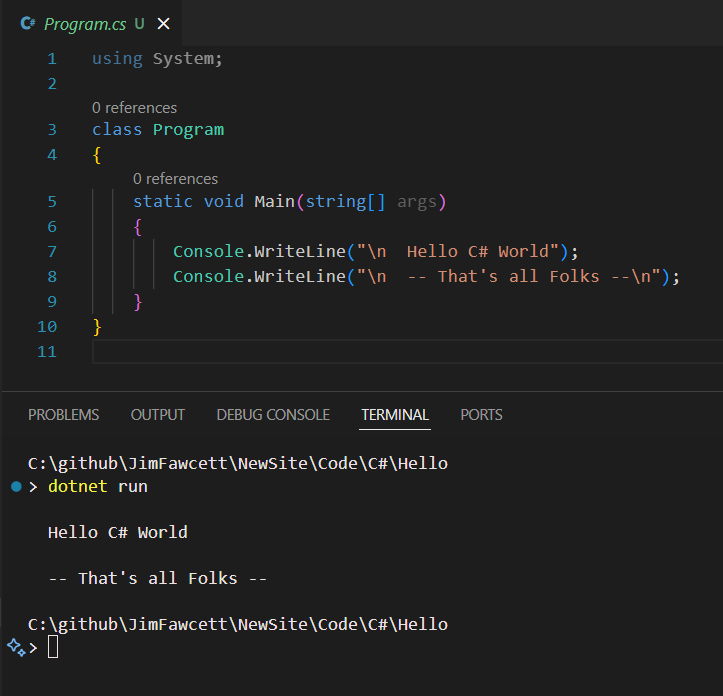 C# Program.cs U ×
1 using System;
2
0 references
3 class Program
4 {
0 references
5 static void Main(string[] args)
6 {
7 Console.WriteLine("\n  Hello C# World");
8 Console.WriteLine("\n  -- That's all Folks --\n");
9 }
10 }
11
PROBLEMS OUTPUT DEBUG CONSOLE TERMINAL PORTS
C:\github\JimFawcett\NewSite\Code\C#\Hello
> dotnet run
Hello C# World
-- That's all Folks --
C:\github\JimFawcett\NewSite\Code\C#\Hello
>